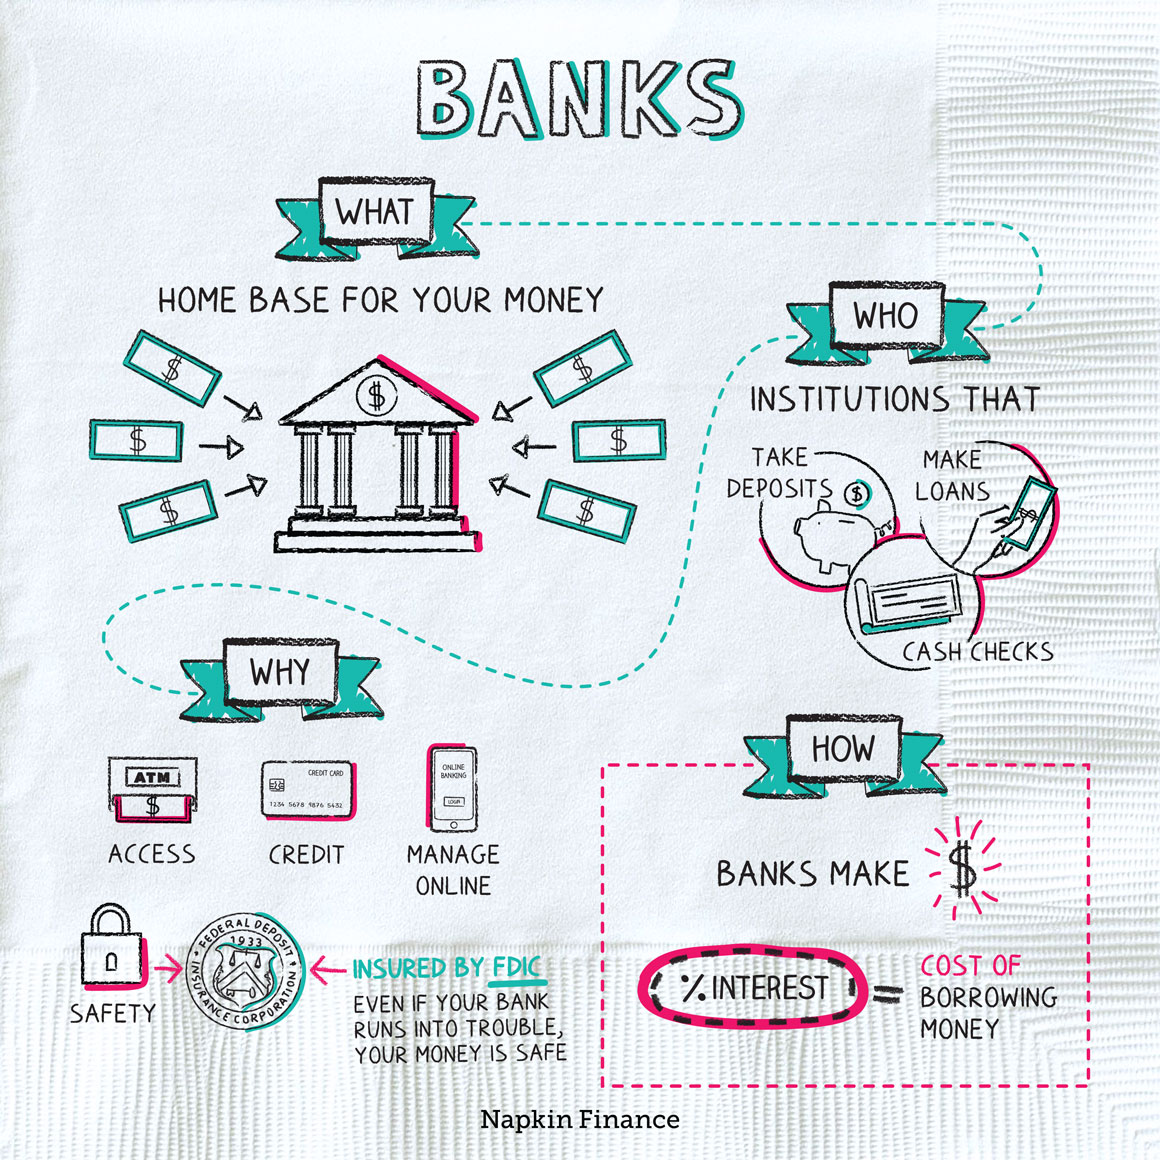 BANKS
WHAT
HOME BASE FOR YOUR MONEY
$
$
$
$
$
$
$
WHO
INSTITUTIONS THAT
TAKE
DEPOSITS
$
MAKE
LOANS
$
CASH CHECKS
WHY
ATM
$
ACCESS
CREDIT CARD
1234 5678 9876 5432
CREDIT
ONLINE
BANKING
LOGIN
MANAGE
ONLINE
SAFETY
FEDERAL DEPOSIT
INSURANCE CORPORATION
1933
INSURED BY FDIC
EVEN IF YOUR BANK
RUNS INTO TROUBLE,
YOUR MONEY IS SAFE
HOW
BANKS MAKE $
% INTEREST =
COST OF
BORROWING
MONEY
Napkin Finance